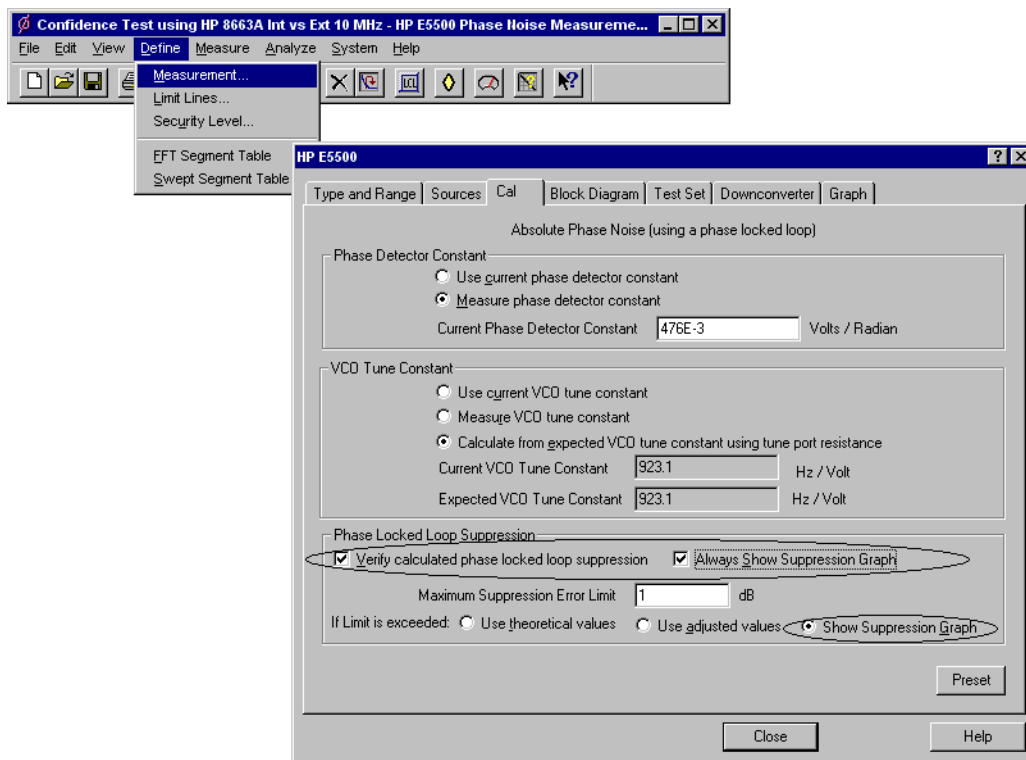 Confidence Test using HP 8663A Int vs Ext 10 MHz - HP E5500 Phase Noise Measureme...
File Edit View Define Measure Analyze System Help
Measurement...
Limit Lines...
Security Level...
FFT Segment Table
Swept Segment Table
HP E5500
Type and Range Sources Cal Block Diagram Test Set Downconverter Graph
Absolute Phase Noise (using a phase locked loop)
Phase Detector Constant
Use current phase detector constant
Measure phase detector constant
Current Phase Detector Constant 476E-3 Volts / Radian
VCO Tune Constant
Use current VCO tune constant
Measure VCO tune constant
Calculate from expected VCO tune constant using tune port resistance
Current VCO Tune Constant 923.1 Hz / Volt
Expected VCO Tune Constant 923.1 Hz / Volt
Phase Locked Loop Suppression
Verify calculated phase locked loop suppression Always Show Suppression Graph
Maximum Suppression Error Limit 1 dB
If Limit is exceeded: Use theoretical values Use adjusted values Show Suppression Graph
Preset
Close Help